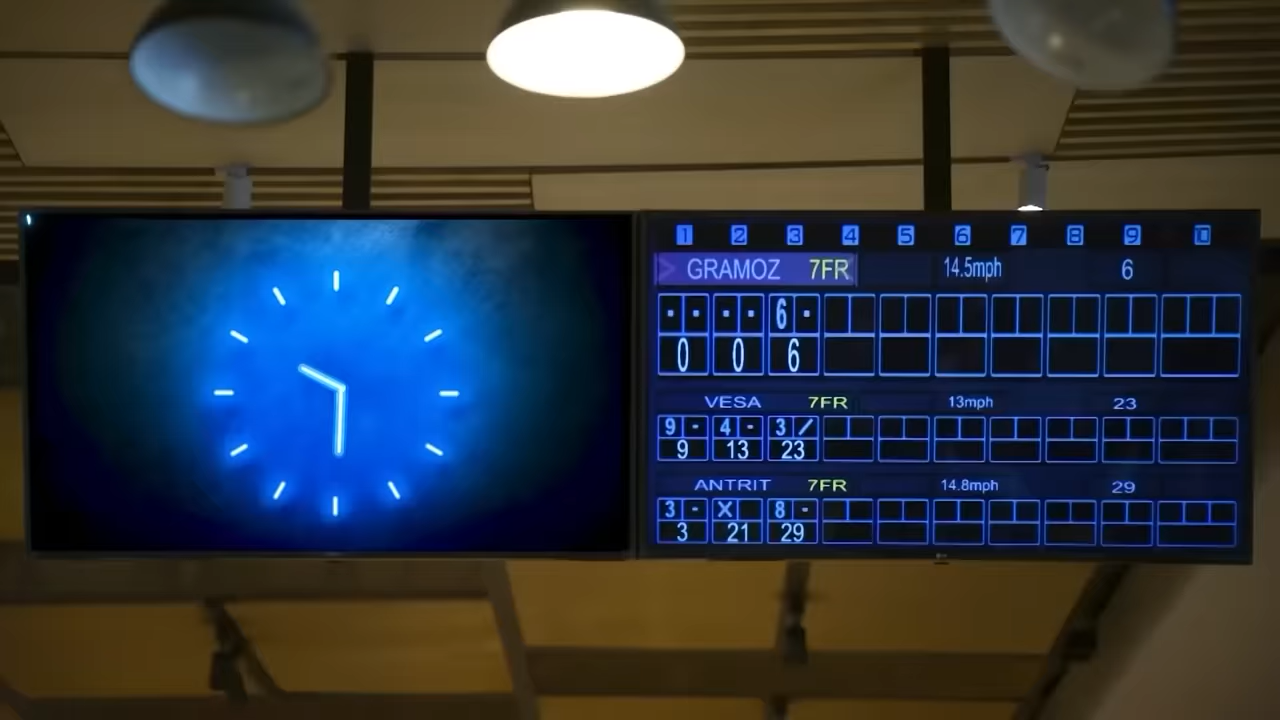 1 2 3 4 5 6 7 8 9 10
> GRAMOZ 7FR 14.5mph 6
· · · · 6 ·
0 0 6
VESA 7FR 13mph 23
9 - 4 - 3 /
9 13 23
ANTRIT 7FR 14.8mph 29
3 - X 8 -
3 21 29